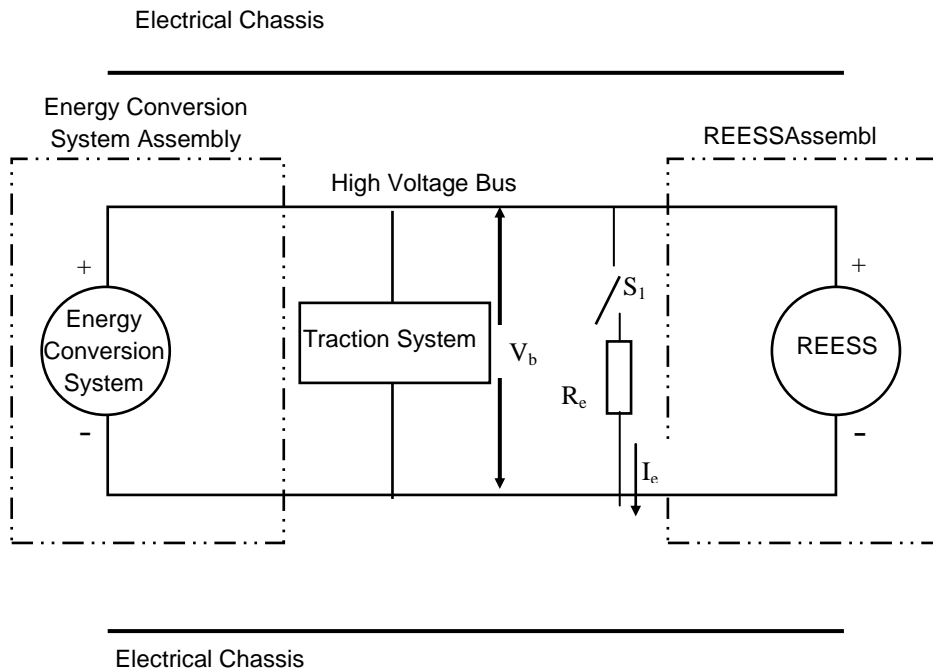 Electrical Chassis
Energy Conversion
System Assembly
REESSAssembl
High Voltage Bus
+
+
Energy
Conversion
System
Traction System
Vb
S1
Re
REESS
-
-
Ie
Electrical Chassis